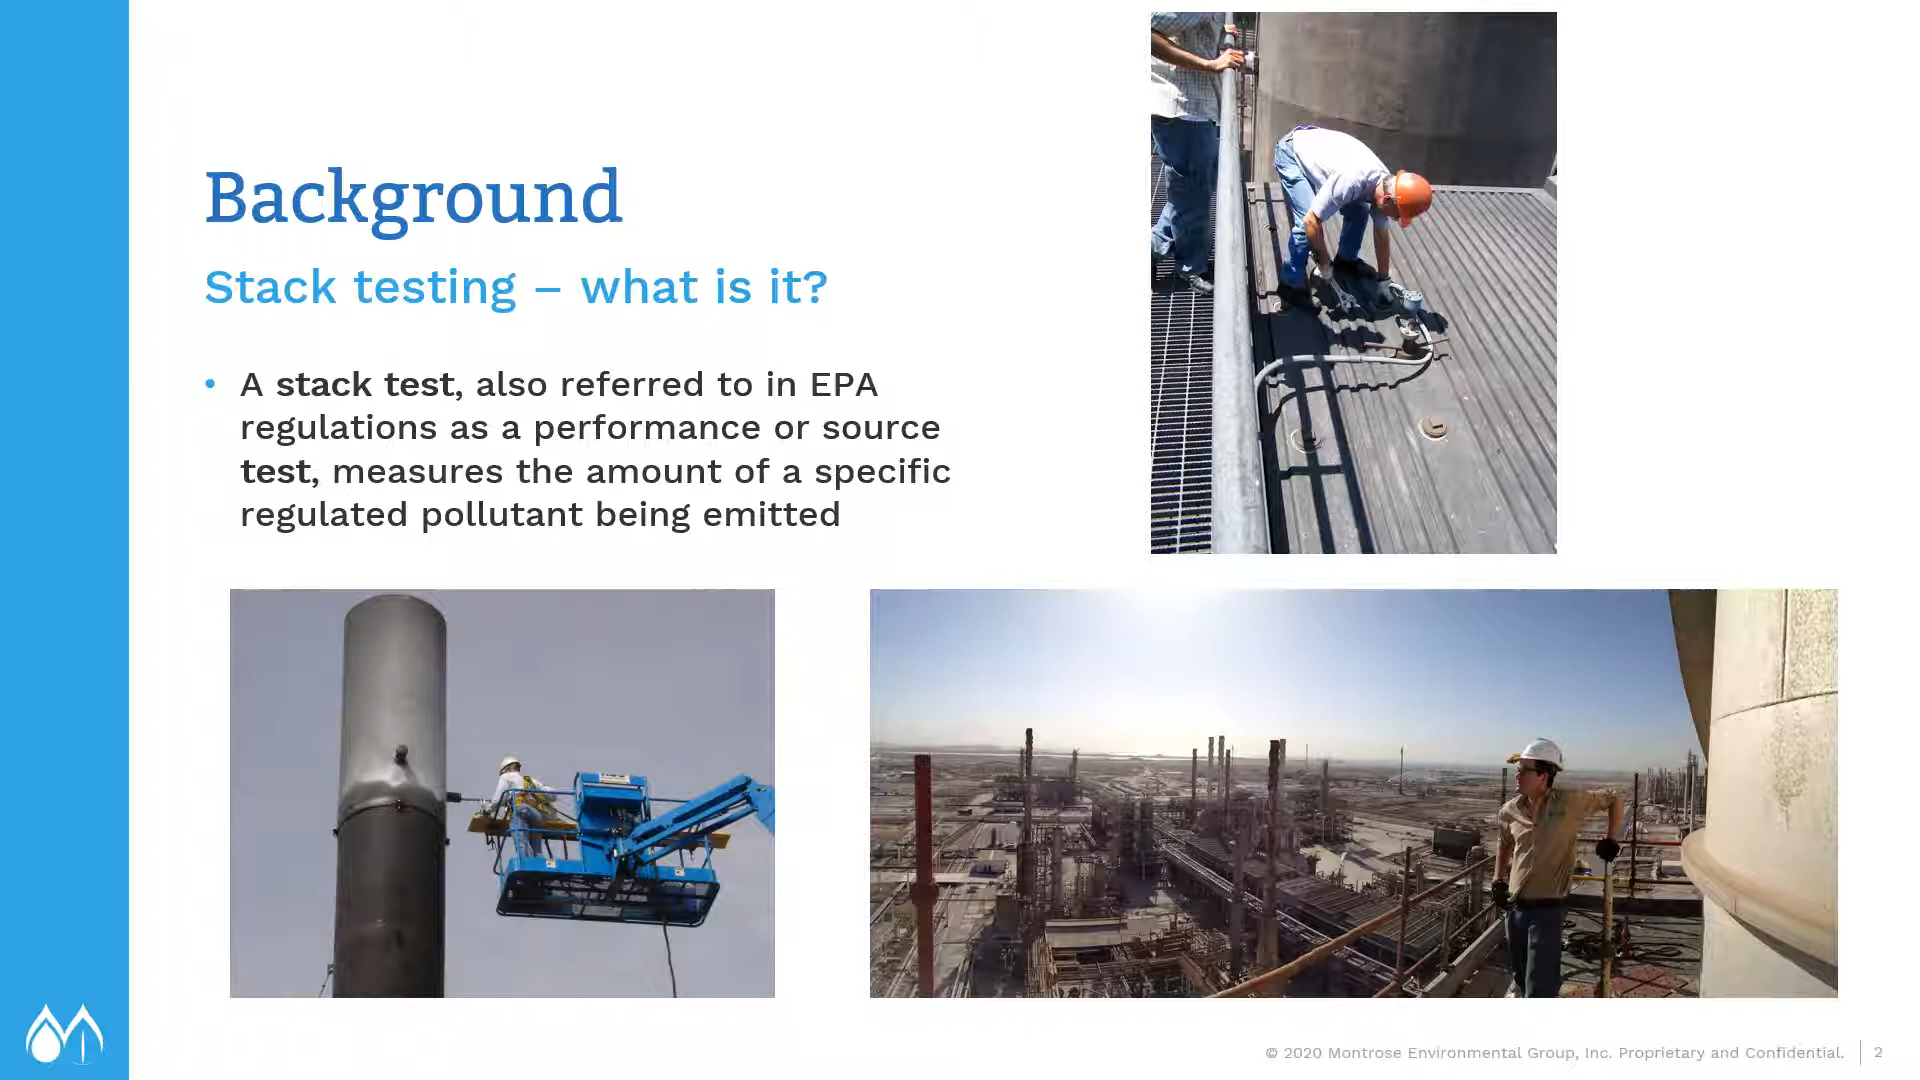 Background
Stack testing – what is it?
• A stack test, also referred to in EPA
regulations as a performance or source
test, measures the amount of a specific
regulated pollutant being emitted
© 2020 Montrose Environmental Group, Inc. Proprietary and Confidential. 2